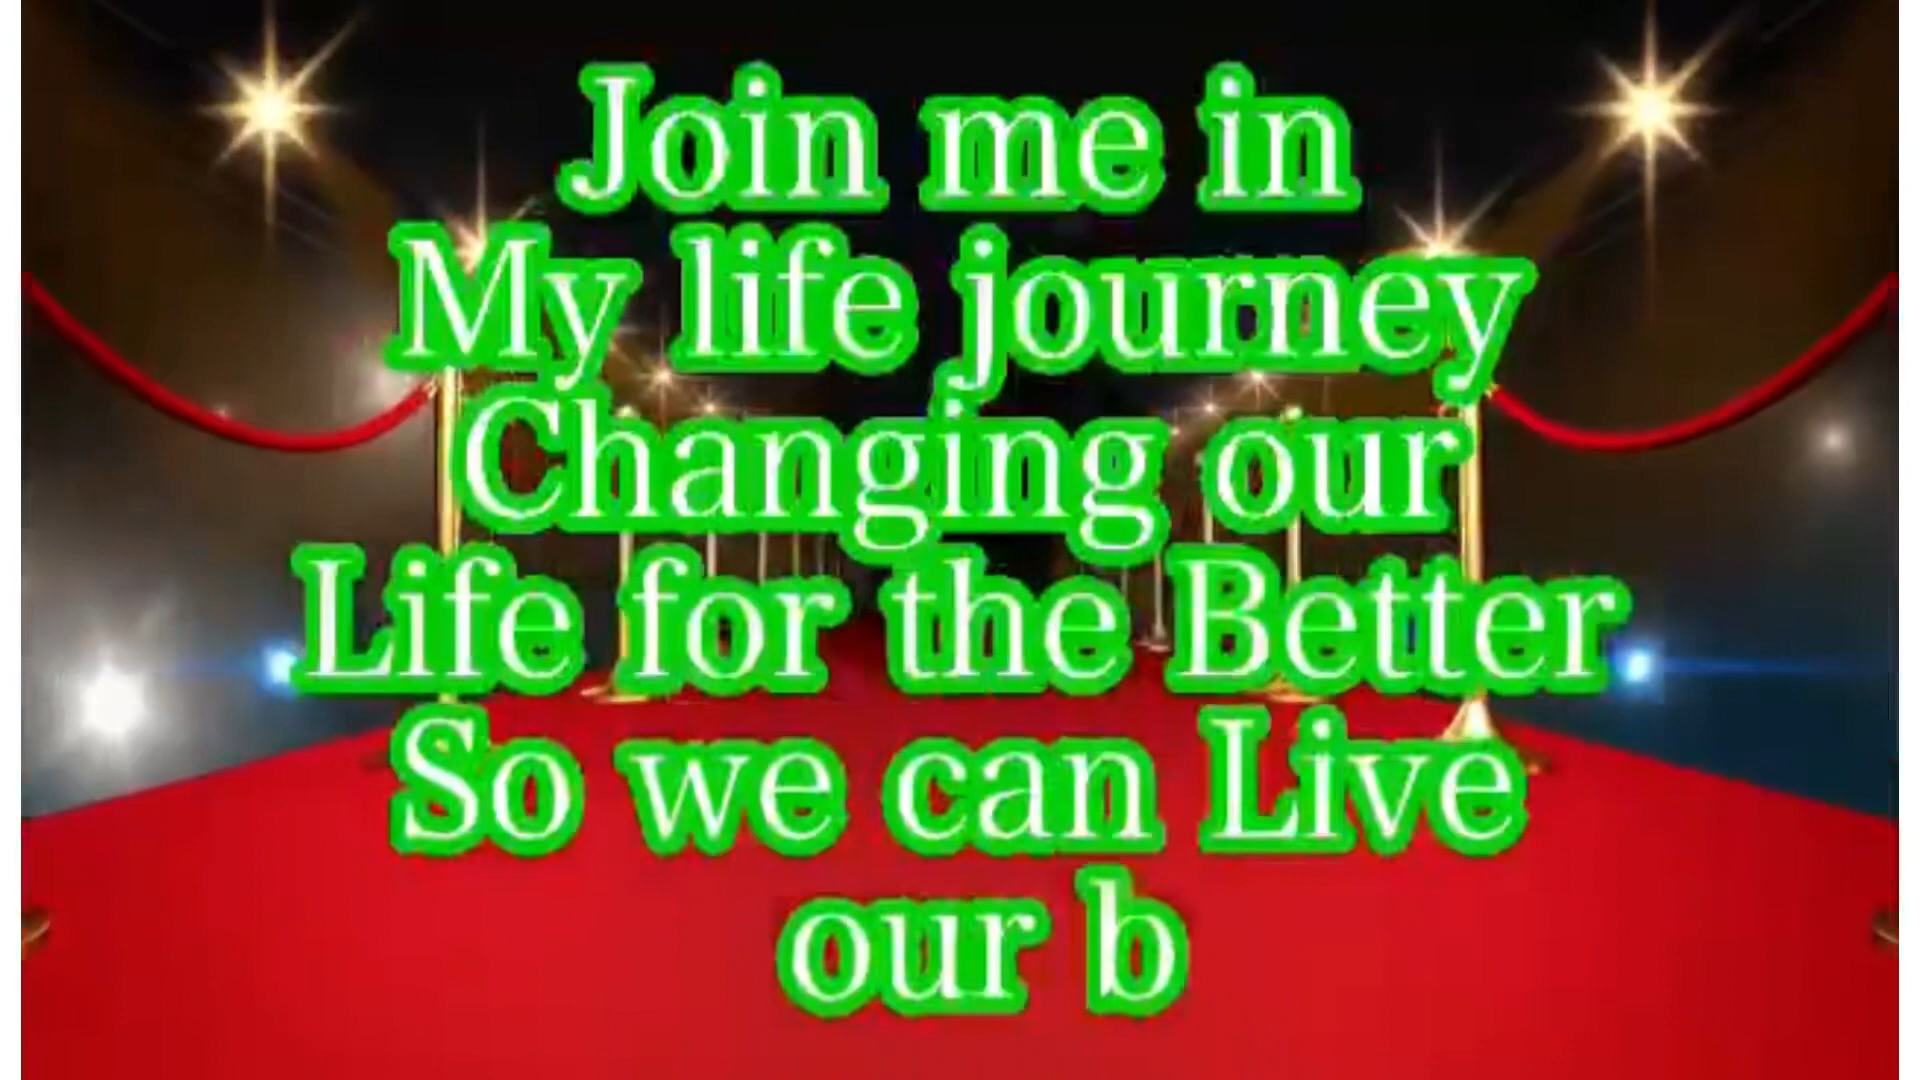 Join me in
My life journey
Changing our
Life for the Better
So we can Live
our b